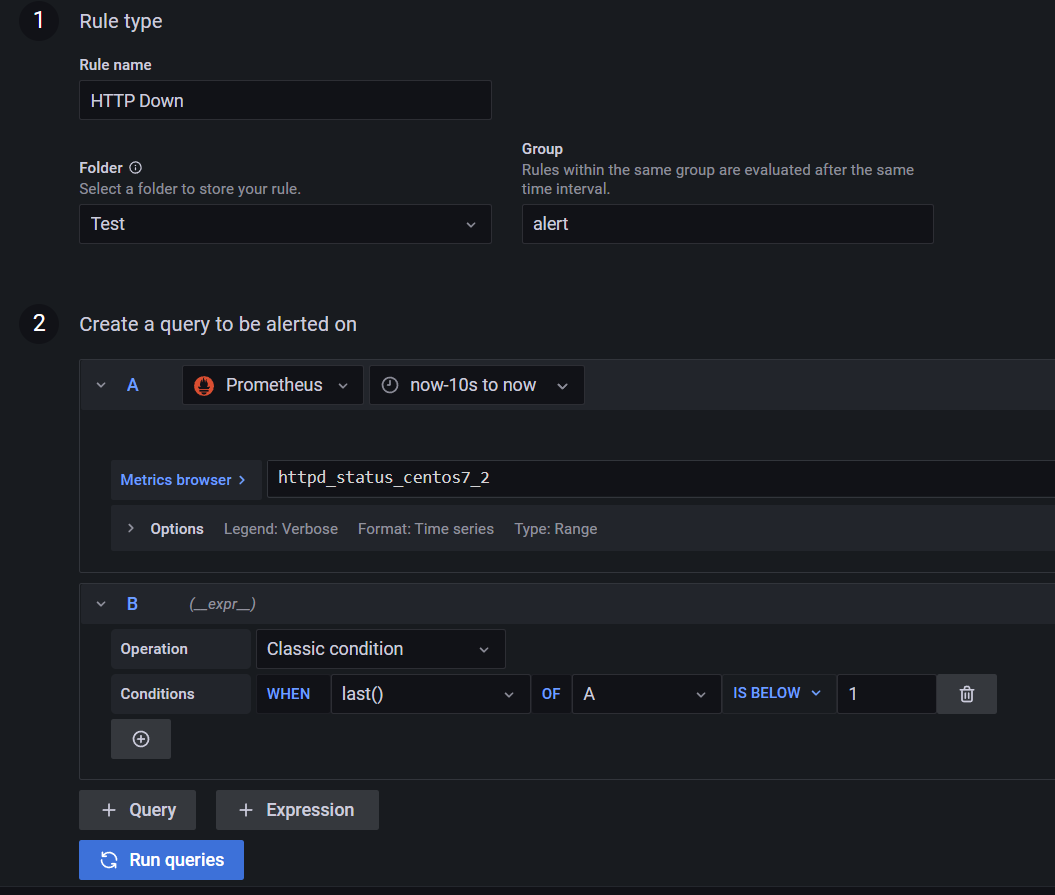 1 Rule type
Rule name
HTTP Down
Folder
Select a folder to store your rule.
Test
Group
Rules within the same group are evaluated after the same
time interval.
alert
2 Create a query to be alerted on
A Prometheus now-10s to now
Metrics browser > httpd_status_centos7_2
> Options Legend: Verbose Format: Time series Type: Range
B (__expr__)
Operation Classic condition
Conditions WHEN last() OF A IS BELOW 1
+ Query + Expression
Run queries